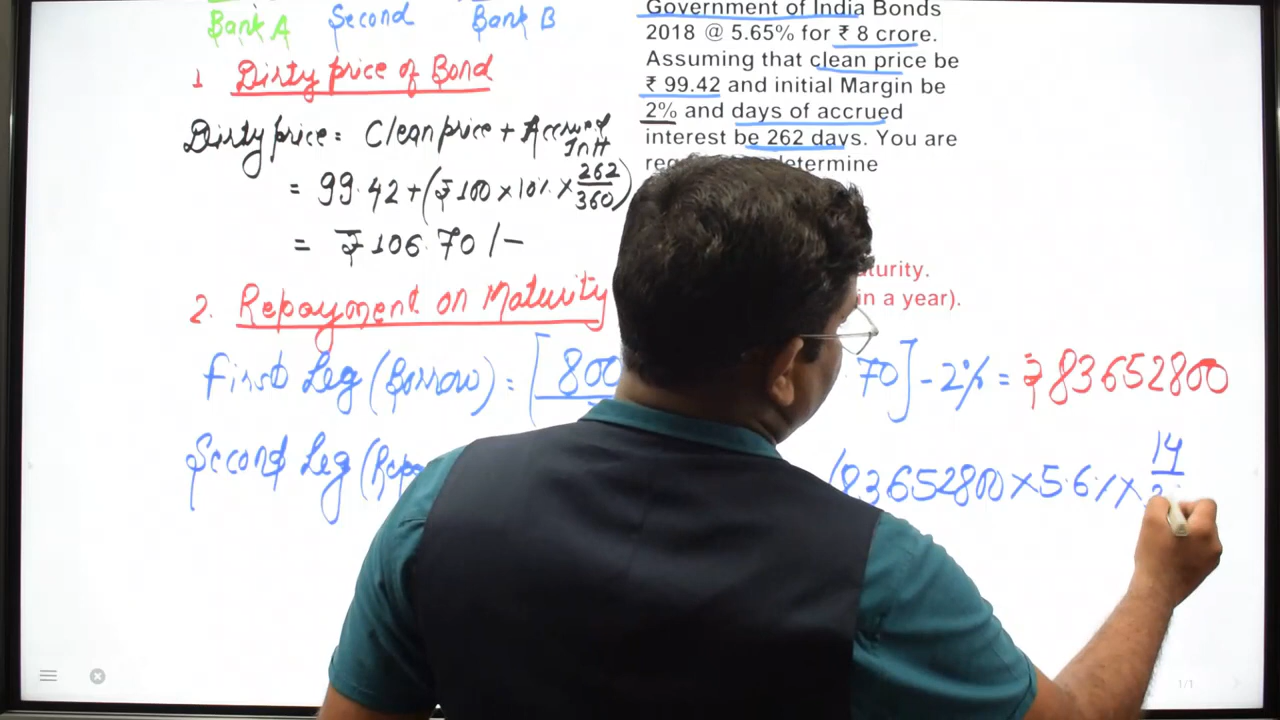 Bank A Second Bank B
Government of India Bonds
2018 @ 5.65% for ₹ 8 crore.
Assuming that clean price be
₹ 99.42 and initial Margin be
2% and days of accrued
interest be 262 days. You are
determine
in a year).
1 Dirty price of Bond
Dirty price = Clean price + Accrued Int
= 99.42 + (₹100 × 10% × 262/360)
= ₹106.70/-
2. Repayment on Maturity
First Leg (Borrow) = [800 .70] - 2% = ₹83652800
Second Leg (83652800 × 5.6% × 14
1/1